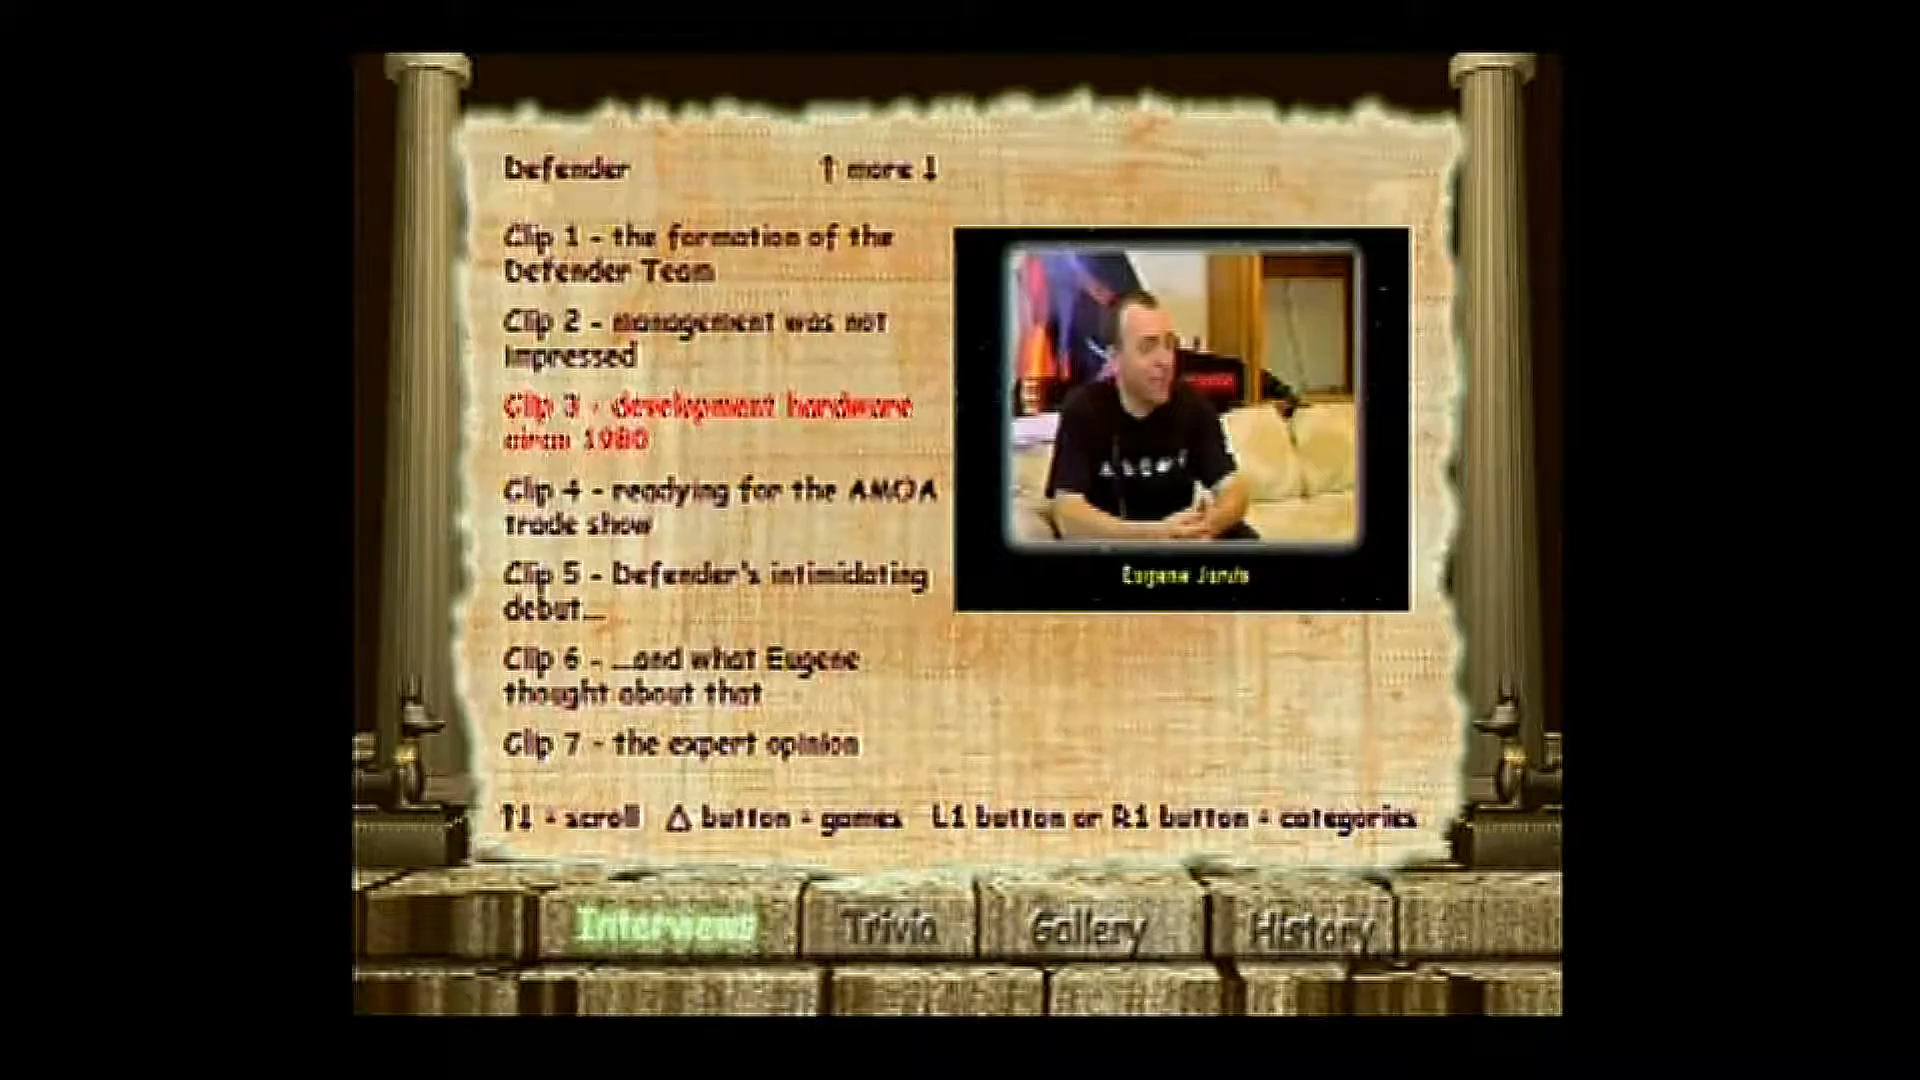 Defender ↑ more ↓
Clip 1 - the formation of the
Defender Team
Clip 2 - management was not
impressed
Clip 3 - development hardware
circa 1980
Clip 4 - readying for the AMOA
trade show
Clip 5 - Defender's intimidating
debut...
Clip 6 - ...and what Eugene
thought about that
Clip 7 - the expert opinion
Eugene Jarvis
↑↓ = scroll △ button = games L1 button or R1 button = categories
Interviews Trivia Gallery History